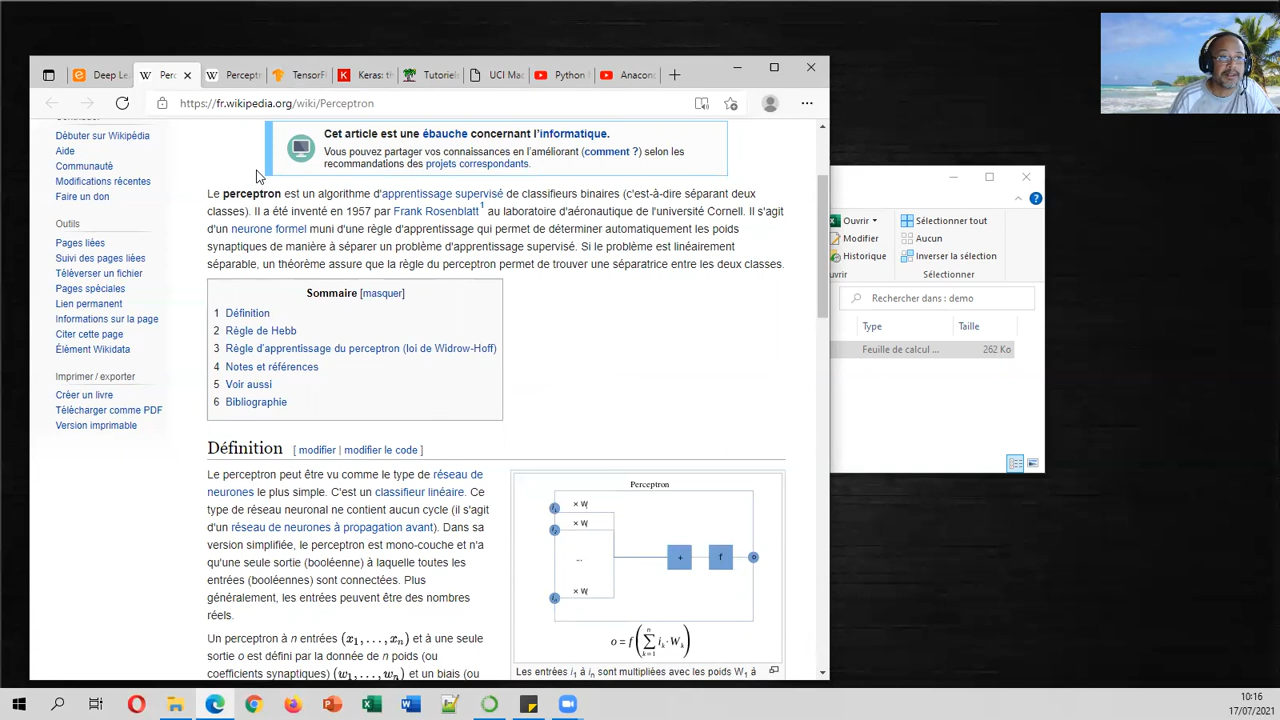 Deep Le
Perc
Percept
TensorF
Keras: t
Tutoriel
UCI Mac
Python
Anacon
https://fr.wikipedia.org/wiki/Perceptron
Débuter sur Wikipédia
Aide
Communauté
Modifications récentes
Faire un don
Outils
Pages liées
Suivi des pages liées
Téléverser un fichier
Pages spéciales
Lien permanent
Informations sur la page
Citer cette page
Élément Wikidata
Imprimer / exporter
Créer un livre
Télécharger comme PDF
Version imprimable
Cet article est une ébauche concernant l'informatique.
Vous pouvez partager vos connaissances en l'améliorant (comment ?) selon les
recommandations des projets correspondants.
Le perceptron est un algorithme d'apprentissage supervisé de classifieurs binaires (c'est-à-dire séparant deux
classes). Il a été inventé en 1957 par Frank Rosenblatt1 au laboratoire d'aéronautique de l'université Cornell. Il s'agit
d'un neurone formel muni d'une règle d'apprentissage qui permet de déterminer automatiquement les poids
synaptiques de manière à séparer un problème d'apprentissage supervisé. Si le problème est linéairement
séparable, un théorème assure que la règle du perceptron permet de trouver une séparatrice entre les deux classes.
Sommaire [masquer]
1 Définition
2 Règle de Hebb
3 Règle d'apprentissage du perceptron (loi de Widrow-Hoff)
4 Notes et références
5 Voir aussi
6 Bibliographie
Définition [ modifier | modifier le code ]
Le perceptron peut être vu comme le type de réseau de
neurones le plus simple. C'est un classifieur linéaire. Ce
type de réseau neuronal ne contient aucun cycle (il s'agit
d'un réseau de neurones à propagation avant). Dans sa
version simplifiée, le perceptron est mono-couche et n'a
qu'une seule sortie (booléenne) à laquelle toutes les
entrées (booléennes) sont connectées. Plus
généralement, les entrées peuvent être des nombres
réels.
Un perceptron à n entrées (x1, . . . , xn) et à une seule
sortie o est défini par la donnée de n poids (ou
coefficients synaptiques) (w1, . . . , wn) et un biais (ou
Perceptron
× W
× W
...
× W
+
f
o
o = f(∑ k=1 n ik · Wk)
Les entrées i1 à in sont multipliées avec les poids W1 à
Ouvrir
Modifier
Historique
uvrir
Sélectionner tout
Aucun
Inverser la sélection
Sélectionner
Rechercher dans : demo
Type Taille
Feuille de calcul ... 262 Ko
10:16
17/07/2021